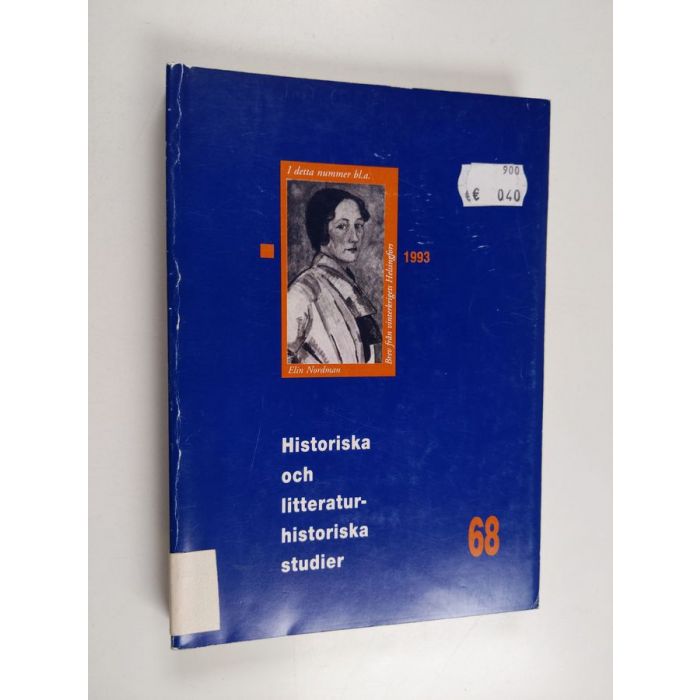 I detta nummer bl.a.
Brev från vinterkrigets Helsingfors
Elin Nordman
1993
900
€€ 040
Historiska
och
litteratur-
historiska
studier
68